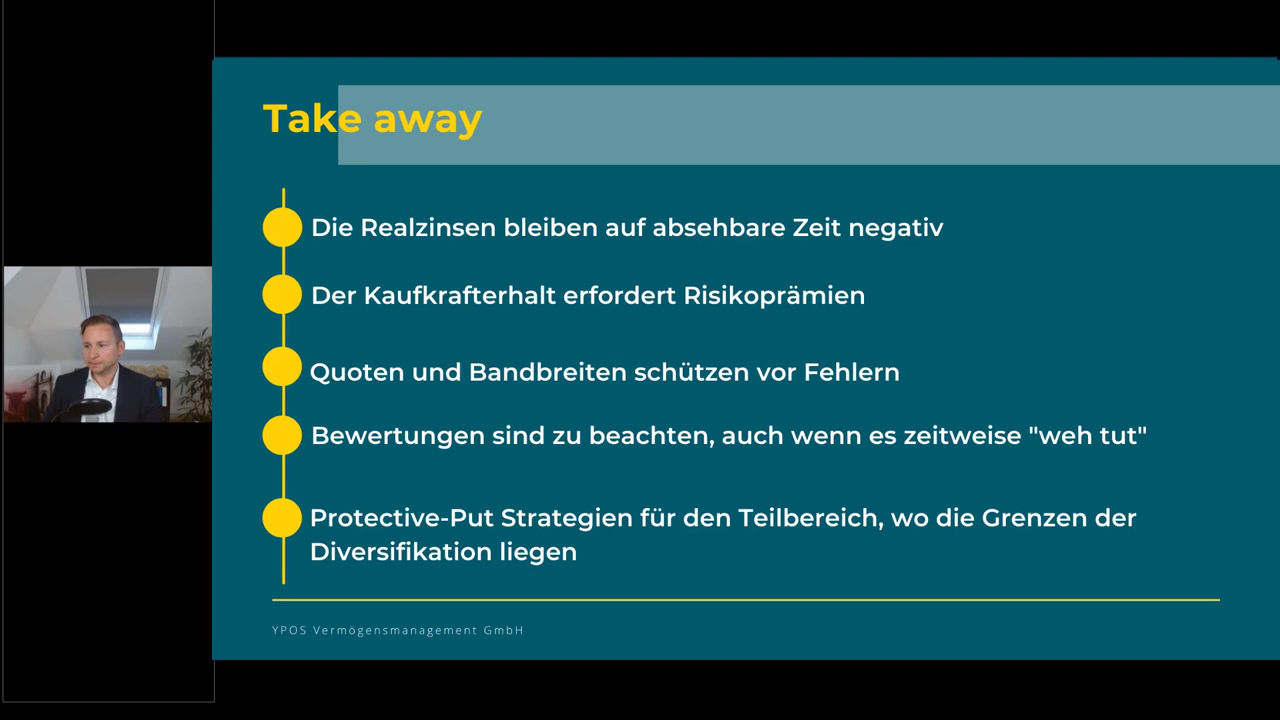 Take away
Die Realzinsen bleiben auf absehbare Zeit negativ
Der Kaufkrafterhalt erfordert Risikoprämien
Quoten und Bandbreiten schützen vor Fehlern
Bewertungen sind zu beachten, auch wenn es zeitweise "weh tut"
Protective-Put Strategien für den Teilbereich, wo die Grenzen der
Diversifikation liegen
YPOS Vermögensmanagement GmbH